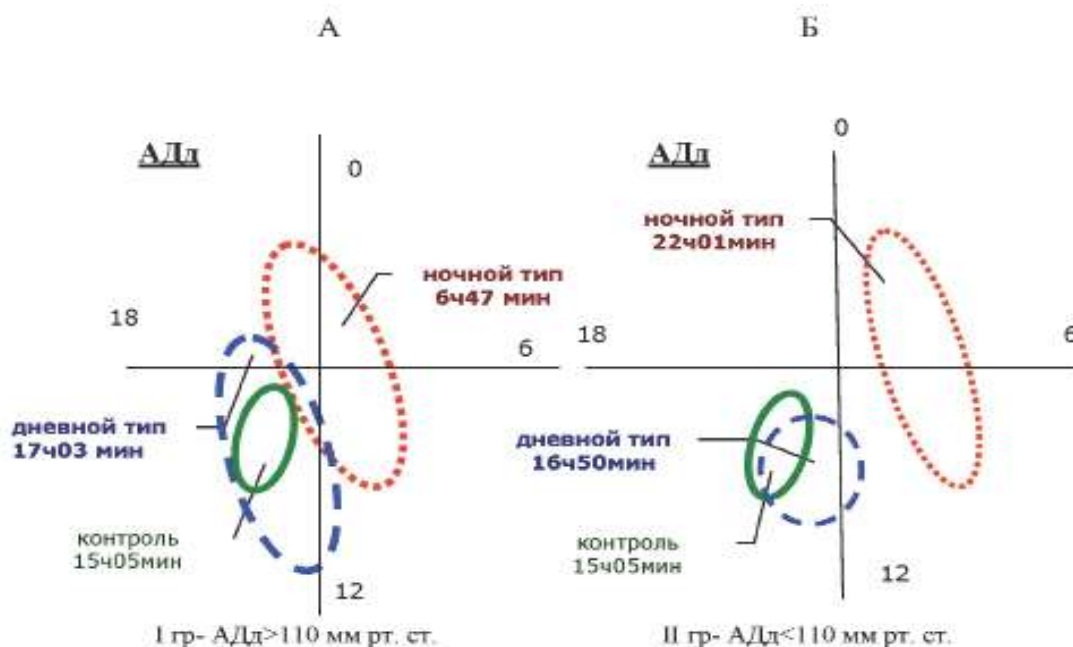 А
Б
АДд
0
ночной тип
6ч47 мин
18
6
дневной тип
17ч03 мин
контроль
15ч05мин
12
I гр- АДд>110 мм рт. ст.
0
АДд
ночной тип
22ч01мин
18
6
дневной тип
16ч50мин
контроль
15ч05мин
12
II гр- АДд<110 мм рт. ст.